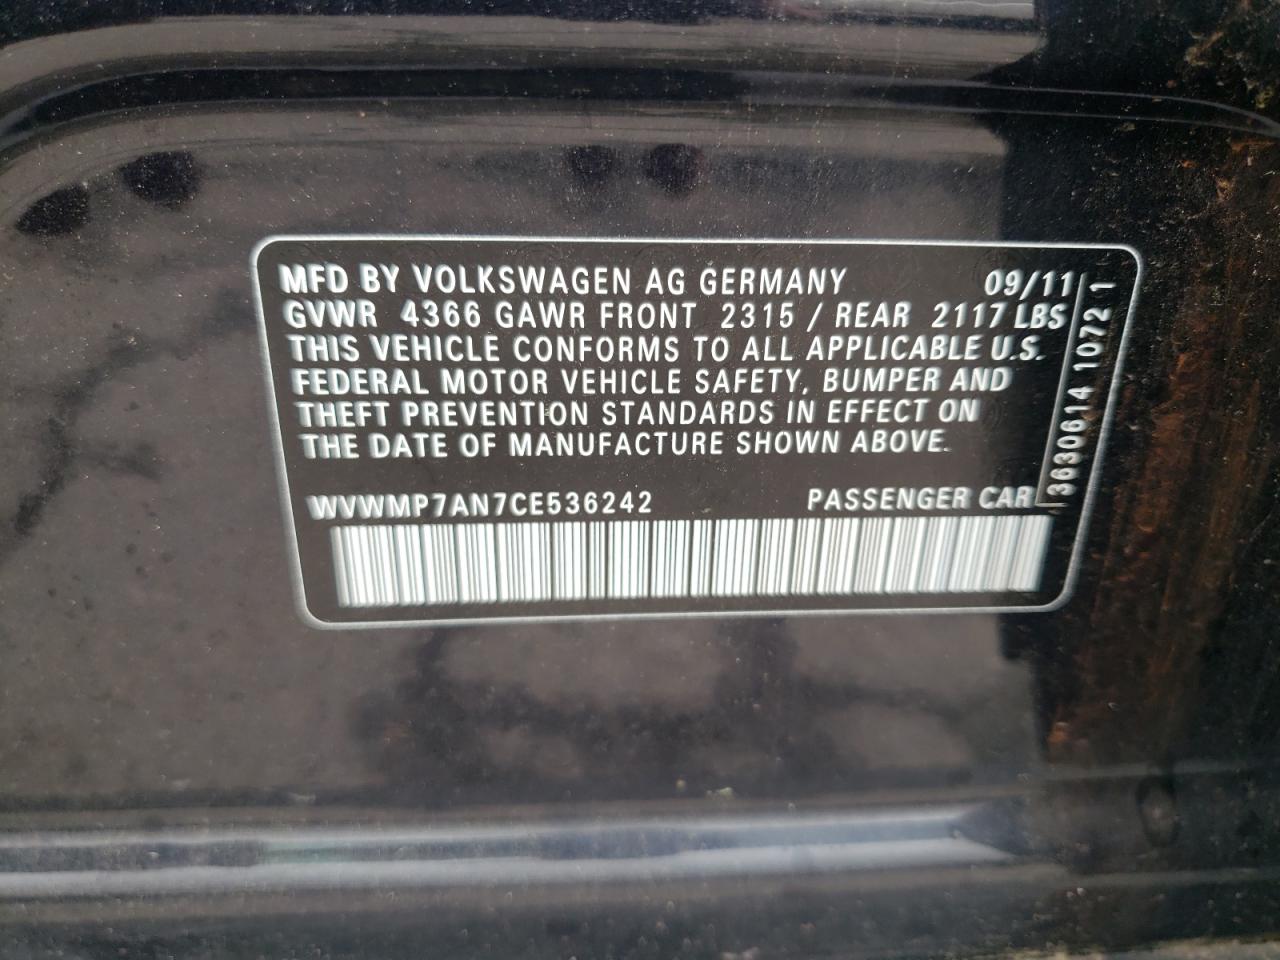 MFD BY VOLKSWAGEN AG GERMANY 09/11
GVWR 4366 GAWR FRONT 2315 / REAR 2117 LBS
THIS VEHICLE CONFORMS TO ALL APPLICABLE U.S.
FEDERAL MOTOR VEHICLE SAFETY, BUMPER AND
THEFT PREVENTION STANDARDS IN EFFECT ON
THE DATE OF MANUFACTURE SHOWN ABOVE.
WVWMP7AN7CE536242 PASSENGER CAR
3630614 1072 1